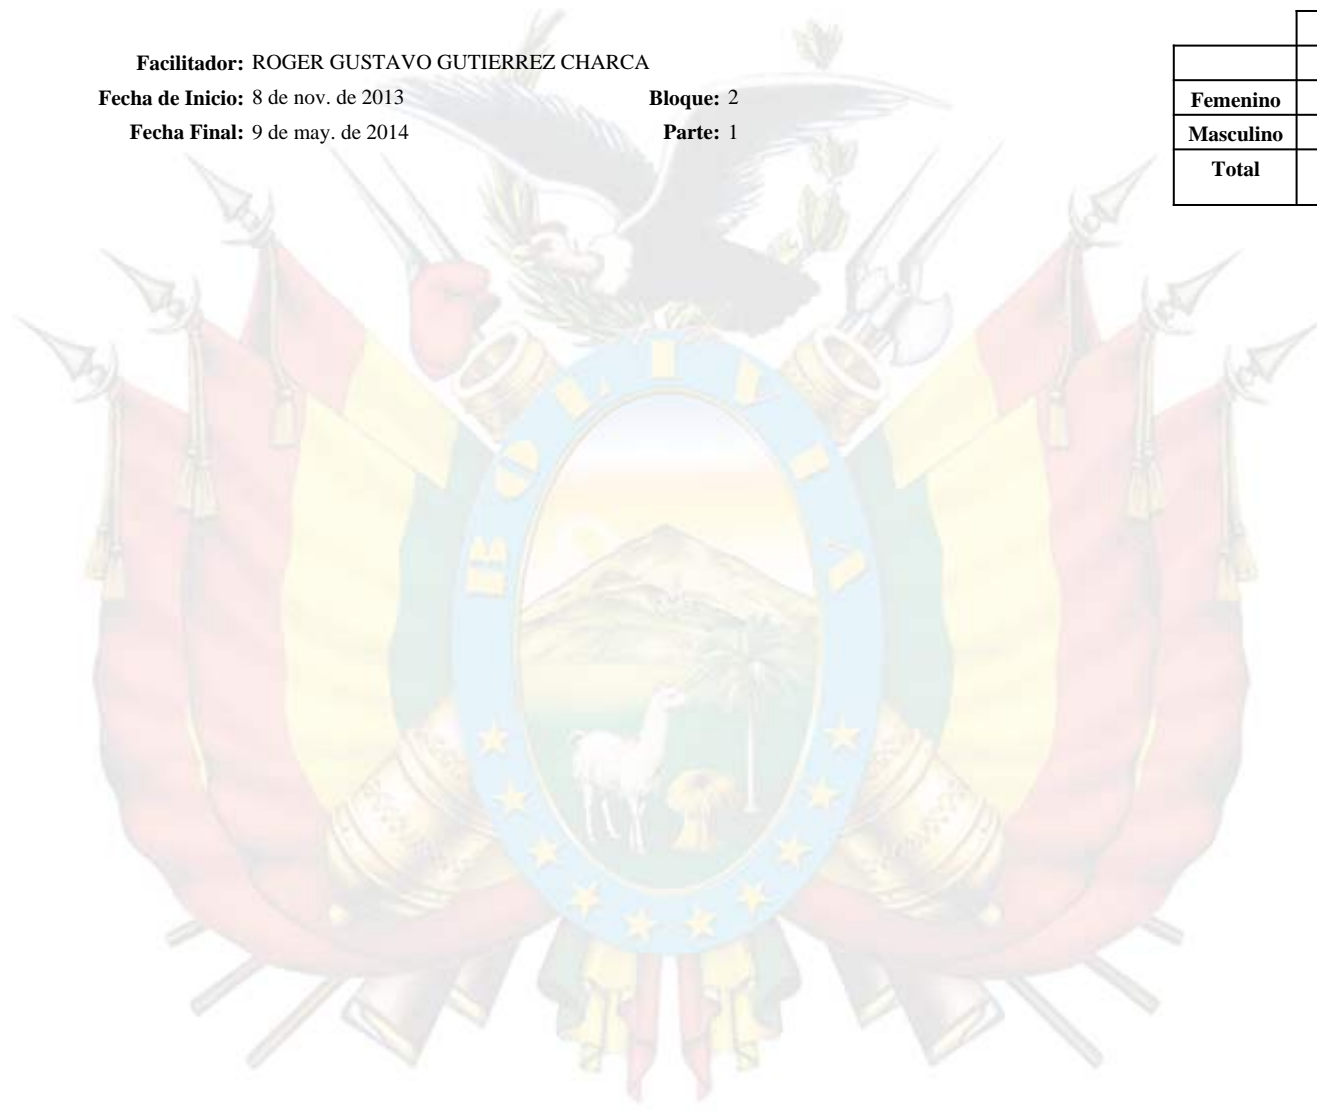 Facilitador: ROGER GUSTAVO GUTIERREZ CHARCA
Fecha de Inicio: 8 de nov. de 2013 Bloque: 2
Fecha Final: 9 de may. de 2014 Parte: 1
Femenino
Masculino
Total
BOLIVIA